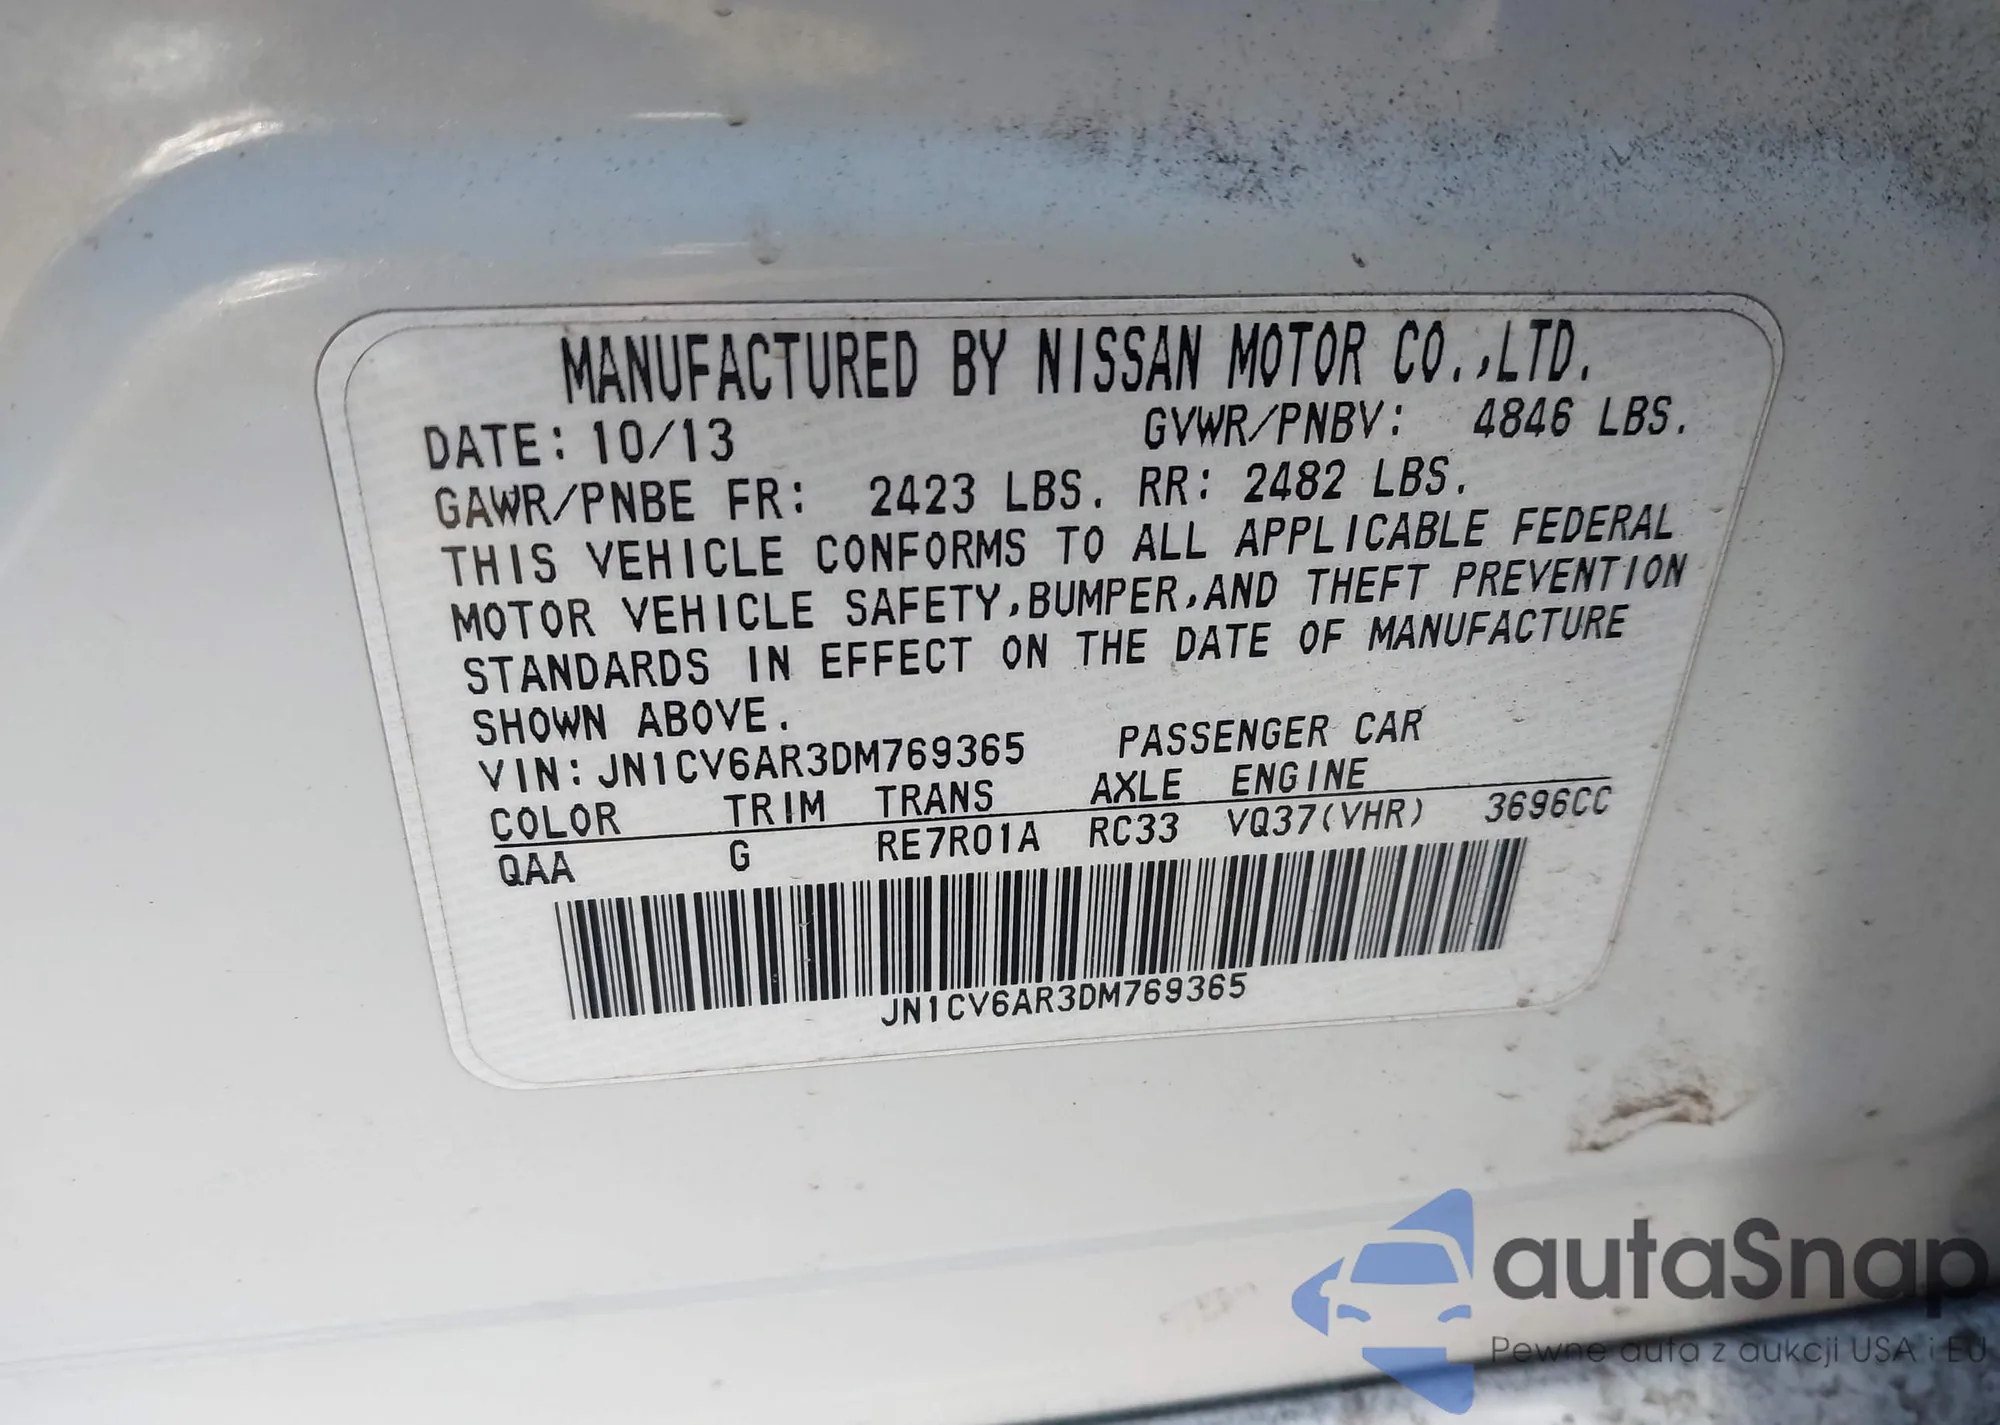 MANUFACTURED BY NISSAN MOTOR CO.,LTD.
DATE: 10/13 GVWR/PNBV: 4846 LBS.
GAWR/PNBE FR: 2423 LBS. RR: 2482 LBS.
THIS VEHICLE CONFORMS TO ALL APPLICABLE FEDERAL
MOTOR VEHICLE SAFETY,BUMPER,AND THEFT PREVENTION
STANDARDS IN EFFECT ON THE DATE OF MANUFACTURE
SHOWN ABOVE.
VIN: JN1CV6AR3DM769365 PASSENGER CAR
COLOR TRIM TRANS AXLE ENGINE
QAA G RE7R01A RC33 VQ37(VHR) 3696CC
JN1CV6AR3DM769365
autaSnap
Pewne auta z aukcji USA i EU